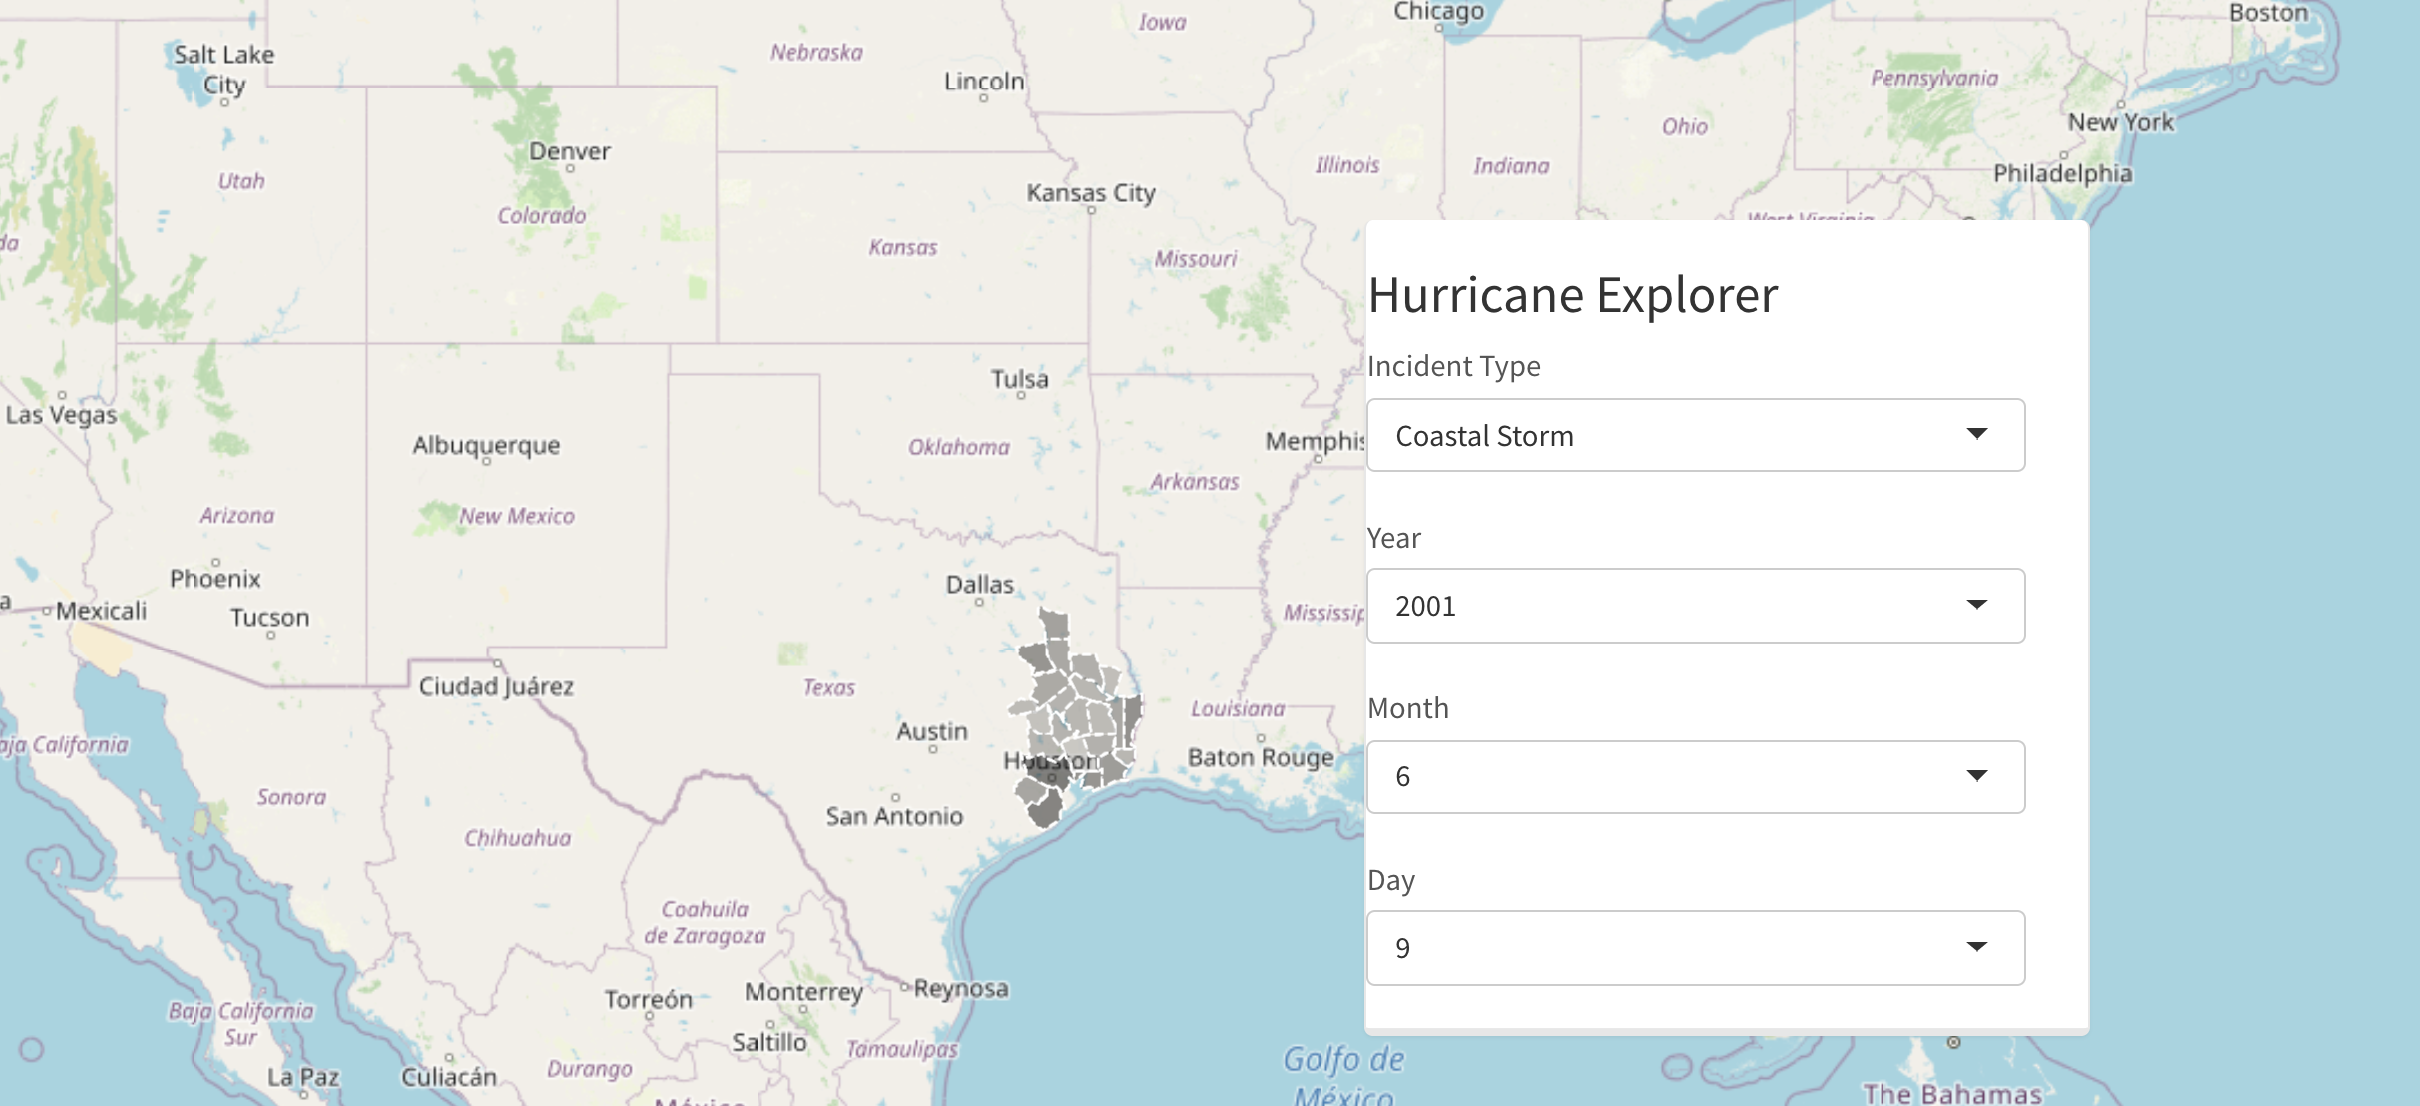 Chicago
Boston
Iowa
Salt Lake
City
Nebraska
Lincoln
Pennsylvania
New York
Ohio
Denver
Illinois
Indiana
Philadelphia
Utah
Kansas City
Colorado
West Virginia
da
Kansas
Missouri
Hurricane Explorer
Incident Type
Coastal Storm
Year
2001
Month
6
Day
9
Tulsa
Las Vegas
Albuquerque
Oklahoma
Memphis
Arkansas
Arizona
New Mexico
Phoenix
Dallas
a
Mexicali
Tucson
Mississip
Ciudad Juárez
Texas
Louisiana
Austin
aja California
Houston
Baton Rouge
Sonora
San Antonio
Chihuahua
Coahuila
de Zaragoza
Torreón
Monterrey
Reynosa
Baja California
Sur
Saltillo
Tamaulipas
Golfo de
México
La Paz
Culiacán
Durango
México
The Bahamas